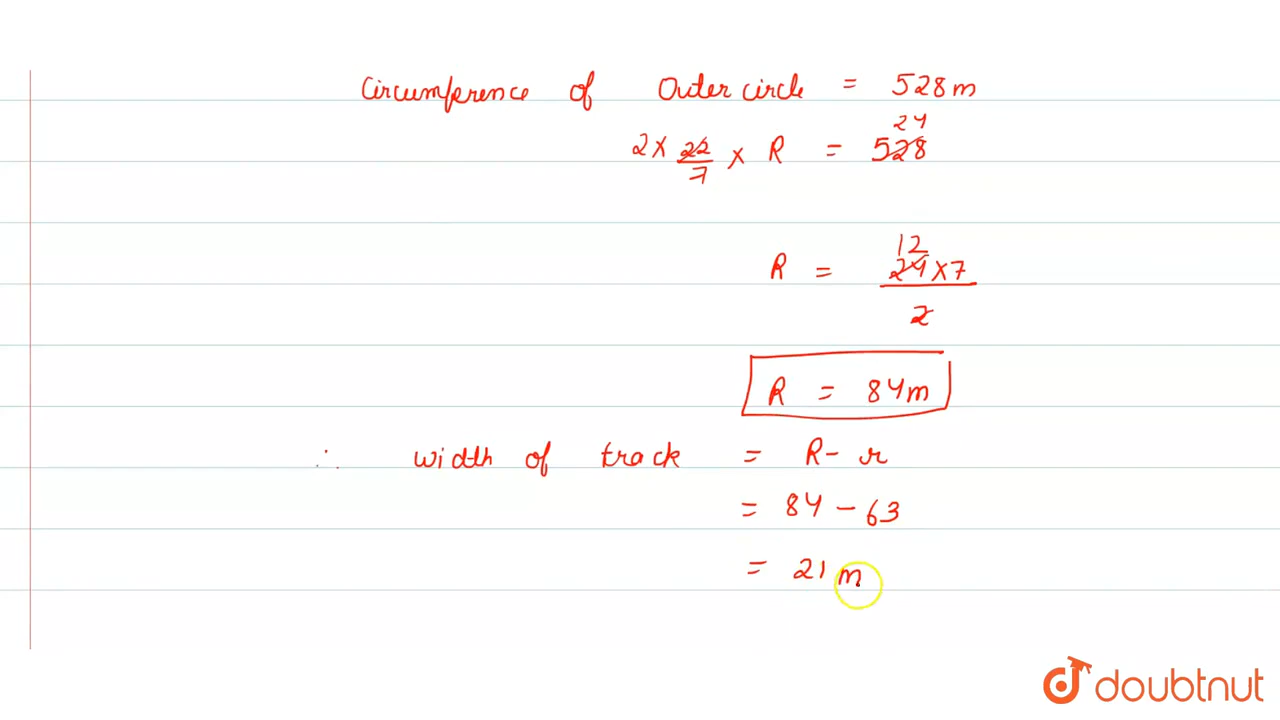 Circumference of Outer circle = 528m
24
2 × 22/7 × R = 528
12
R = 24×7/2
R = 84m
∴ width of track = R - r
= 84 - 63
= 21 m
doubtnut